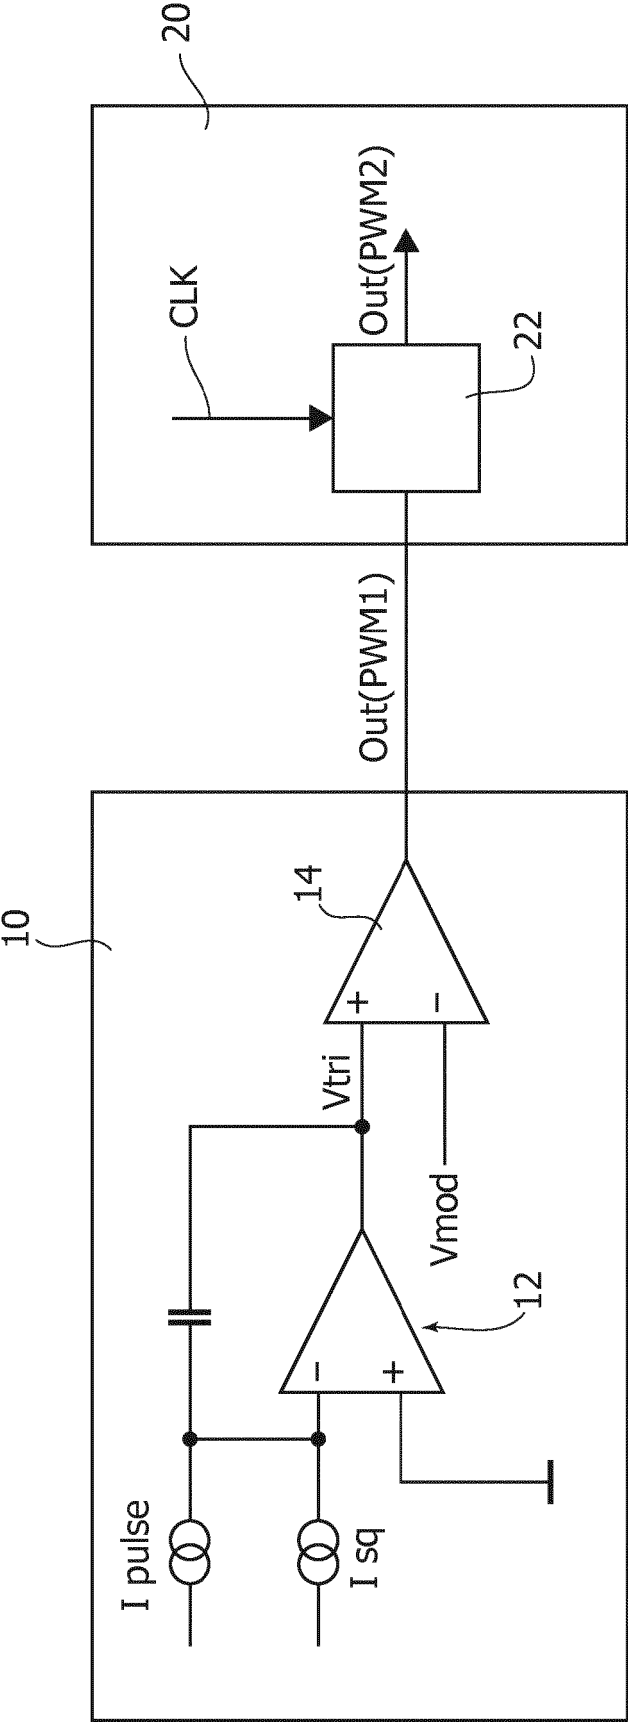 10
I pulse
I sq
-
+
12
Vtri
Vmod
+
-
14
Out(PWM1)
20
CLK
Out(PWM2)
22